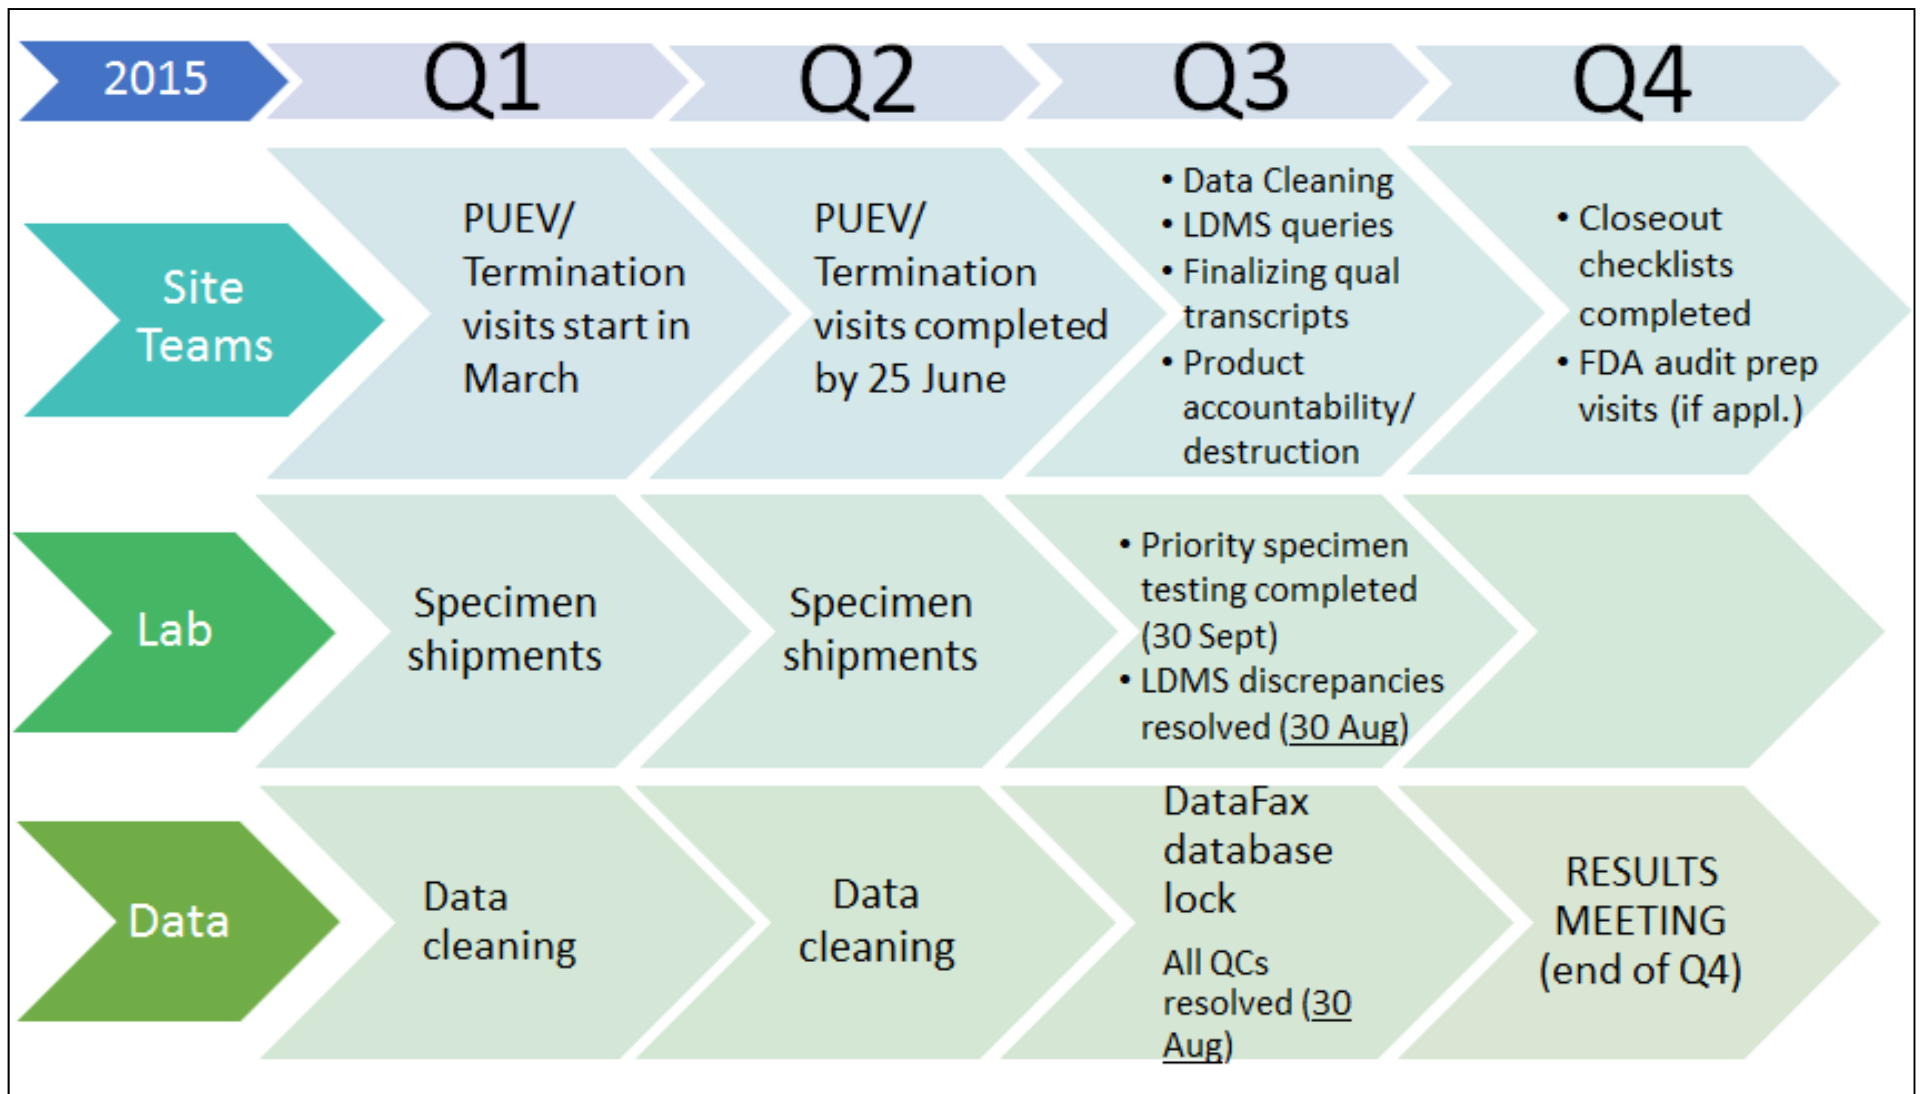 2015
Q1
Q2
Q3
Q4
Site
Teams
PUEV/
Termination
visits start in
March
PUEV/
Termination
visits completed
by 25 June
• Data Cleaning
• LDMS queries
• Finalizing qual
transcripts
• Product
accountability/
destruction
• Closeout
checklists
completed
• FDA audit prep
visits (if appl.)
Lab
Specimen
shipments
Specimen
shipments
• Priority specimen
testing completed
(30 Sept)
• LDMS discrepancies
resolved (30 Aug)
Data
Data
cleaning
Data
cleaning
DataFax
database
lock
All QCs
resolved (30
Aug)
RESULTS
MEETING
(end of Q4)